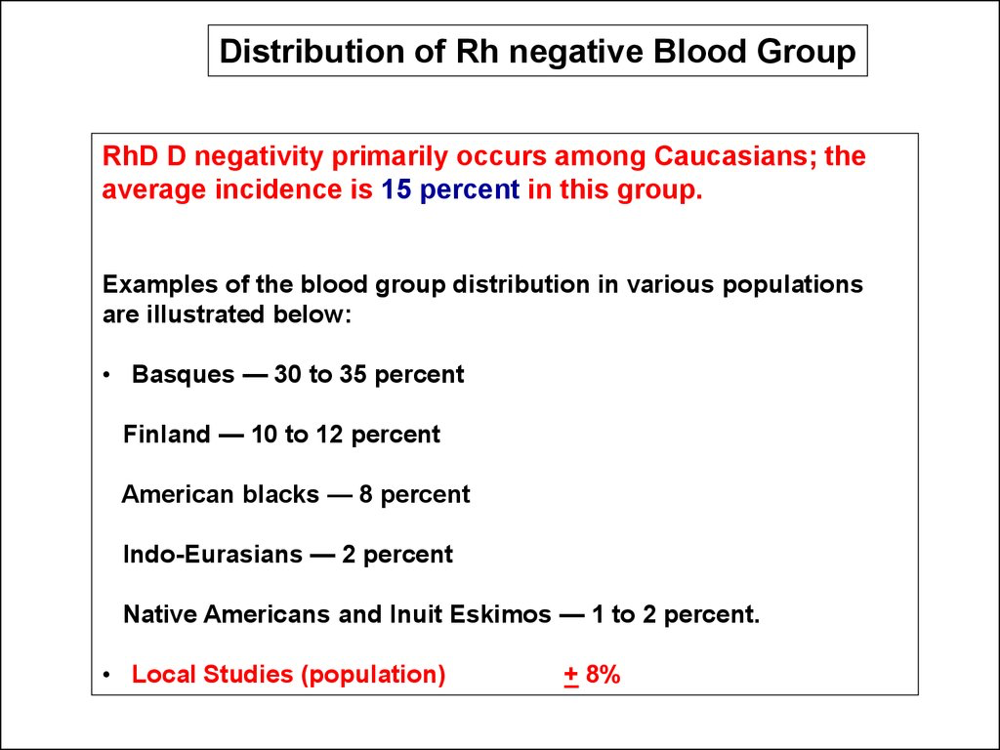 Distribution of Rh negative Blood Group
RhD D negativity primarily occurs among Caucasians; the
average incidence is 15 percent in this group.
Examples of the blood group distribution in various populations
are illustrated below:
• Basques — 30 to 35 percent
Finland — 10 to 12 percent
American blacks — 8 percent
Indo-Eurasians — 2 percent
Native Americans and Inuit Eskimos — 1 to 2 percent.
• Local Studies (population) ± 8%